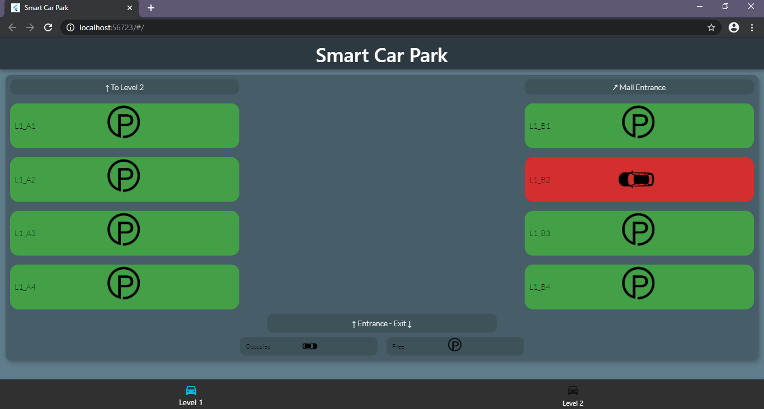 Smart Car Park
localhost:56723/#/
Smart Car Park
↑ To Level 2
↗ Mall Entrance
L1_A1
P
L1_B1
P
L1_A2
P
L1_B2
L1_A3
P
L1_B3
P
L1_A4
P
L1_B4
P
↑ Entrance - Exit ↓
Occupied
Free
P
Level 1
Level 2